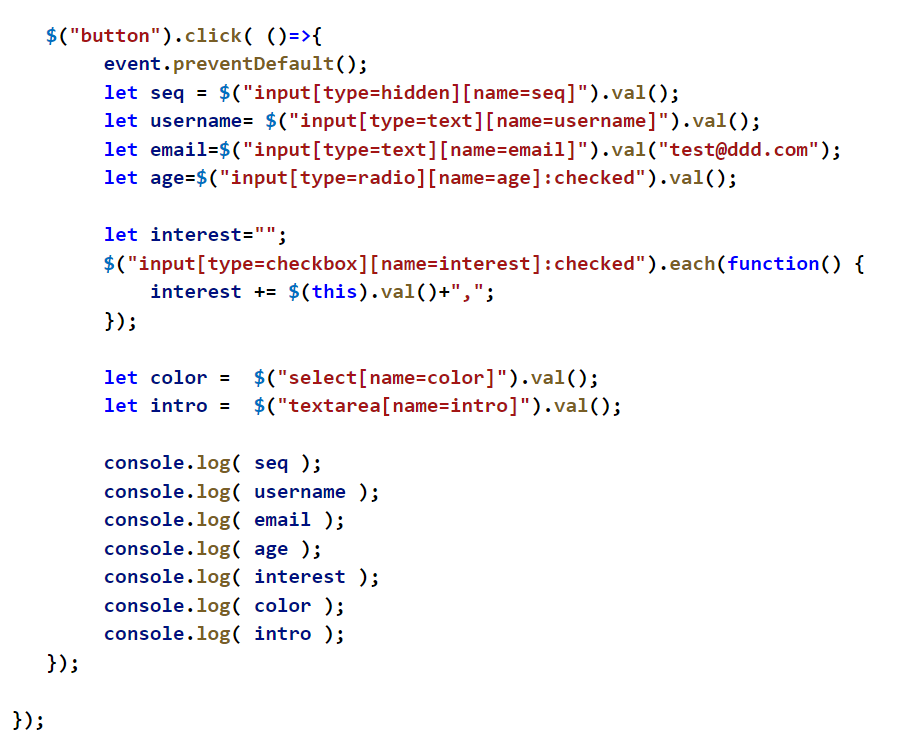 $("button").click( ()=>{
event.preventDefault();
let seq = $("input[type=hidden][name=seq]").val();
let username= $("input[type=text][name=username]").val();
let email=$("input[type=text][name=email]").val("test@ddd.com");
let age=$("input[type=radio][name=age]:checked").val();
let interest="";
$("input[type=checkbox][name=interest]:checked").each(function() {
interest += $(this).val()+",";
});
let color =  $("select[name=color]").val();
let intro =  $("textarea[name=intro]").val();
console.log( seq );
console.log( username );
console.log( email );
console.log( age );
console.log( interest );
console.log( color );
console.log( intro );
});
});